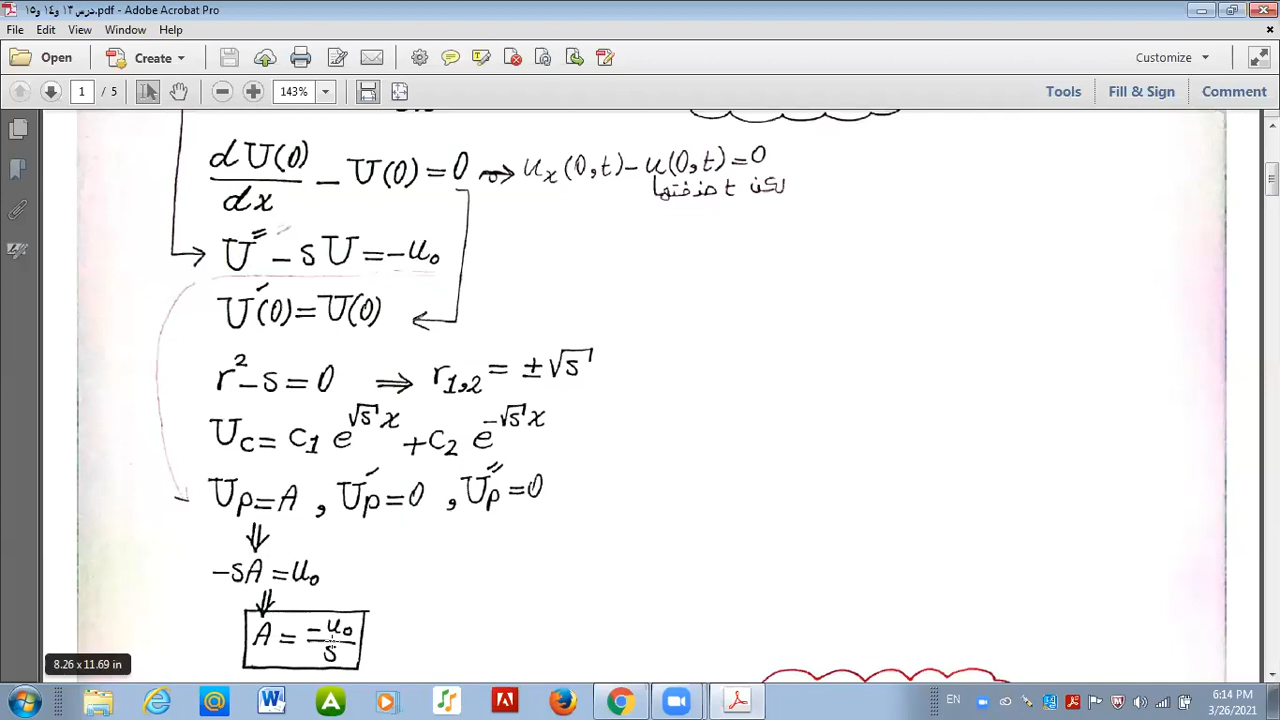 درس ١٣ و١٤ و١٥.pdf - Adobe Acrobat Pro
File Edit View Window Help
Open Create Customize
1 / 5 143% Tools Fill & Sign Comment
dU(0)/dx - U(0) = 0 ⇝ u_x(0,t) - u(0,t) = 0
لكن t حذفتها
U'' - sU = -u₀
U'(0) = U(0)
r² - s = 0 ⇒ r₁,₂ = ±√s
U_c = c₁ e^{√s x} + c₂ e^{-√s x}
U_p = A , U_p' = 0 , U_p'' = 0
⇓
-sA = u₀
⇓
A = -u₀/s
8.26 x 11.69 in
EN 6:14 PM
3/26/2021